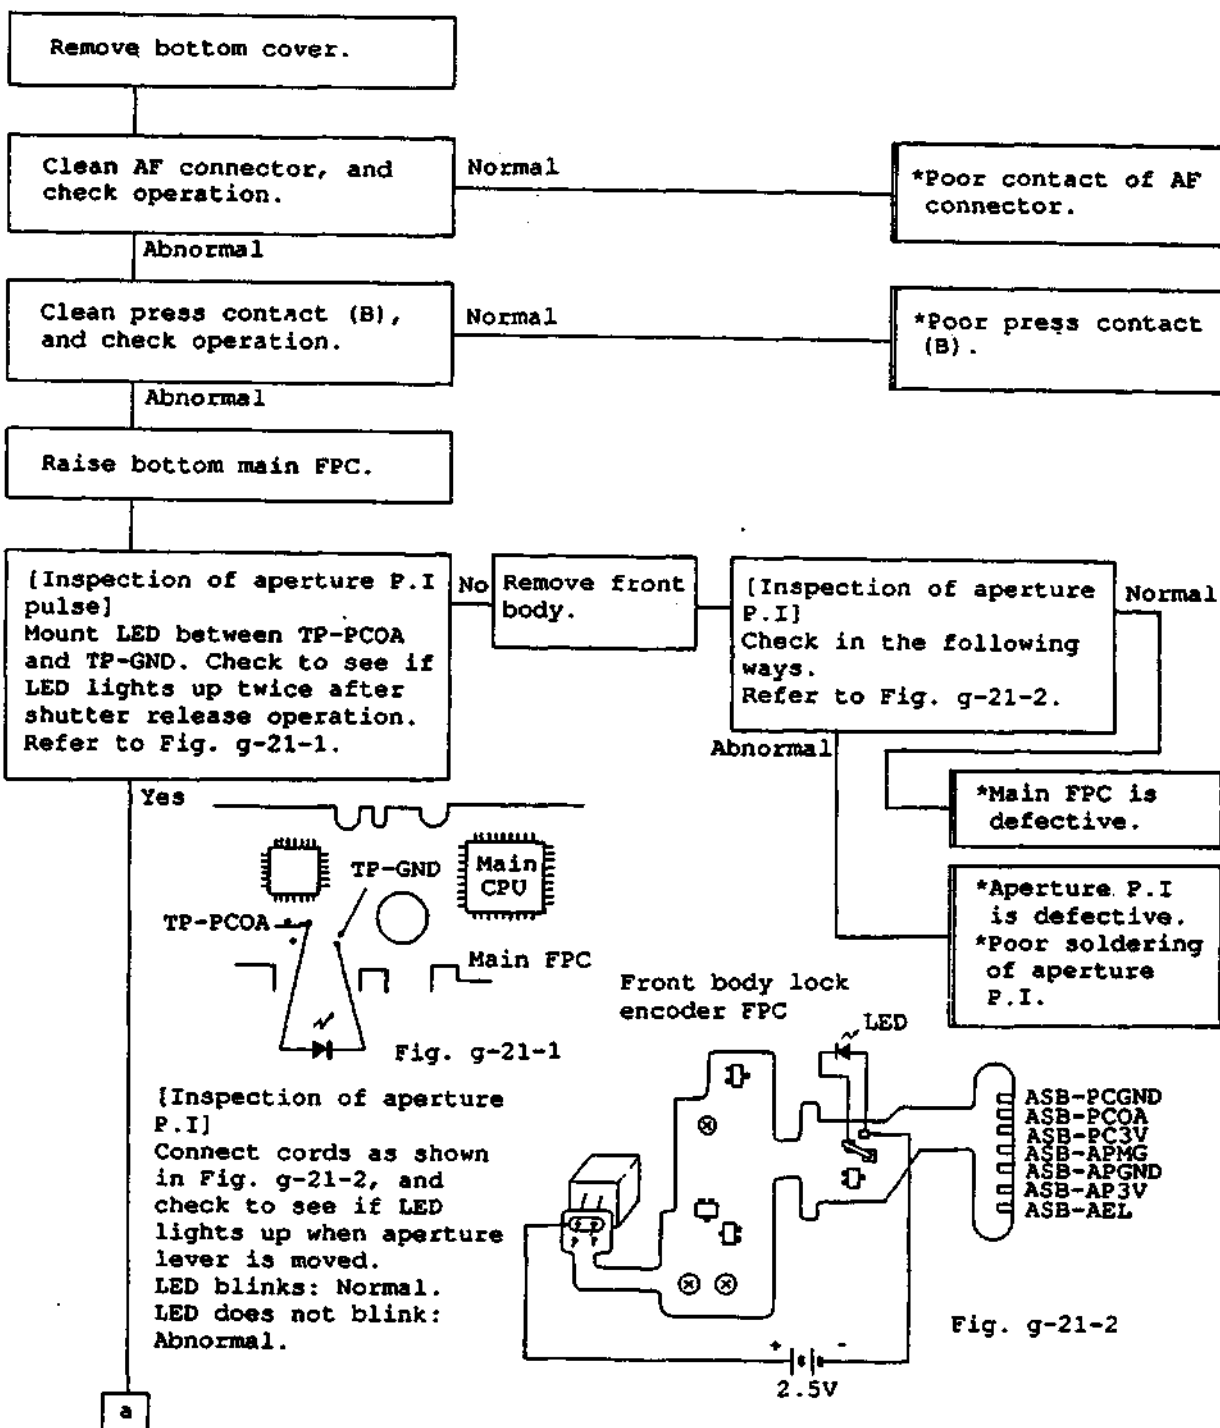 Remove bottom cover.
Clean AF connector, and
check operation.
Normal
*Poor contact of AF
connector.
Abnormal
Clean press contact (B),
and check operation.
Normal
*Poor press contact
(B).
Abnormal
Raise bottom main FPC.
[Inspection of aperture P.I
pulse]
Mount LED between TP-PCOA
and TP-GND. Check to see if
LED lights up twice after
shutter release operation.
Refer to Fig. g-21-1.
No
Remove front
body.
[Inspection of aperture
P.I]
Check in the following
ways.
Refer to Fig. g-21-2.
Normal
Abnormal
*Main FPC is
defective.
*Aperture P.I
is defective.
*Poor soldering
of aperture
P.I.
Yes
TP-GND
Main
CPU
TP-PCOA
Main FPC
Fig. g-21-1
Front body lock
encoder FPC
LED
ASB-PCGND
ASB-PCOA
ASB-PC3V
ASB-APMG
ASB-APGND
ASB-AP3V
ASB-AEL
[Inspection of aperture
P.I]
Connect cords as shown
in Fig. g-21-2, and
check to see if LED
lights up when aperture
lever is moved.
LED blinks: Normal.
LED does not blink:
Abnormal.
+ -
2.5V
Fig. g-21-2
a